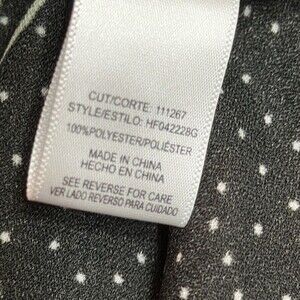 CUT/CORTE: 111267
STYLE/ESTILO: HF042228G
100%POLYESTER/POLIÉSTER
MADE IN CHINA
HECHO EN CHINA
SEE REVERSE FOR CARE
VER LADO REVERSO PARA CUIDADO